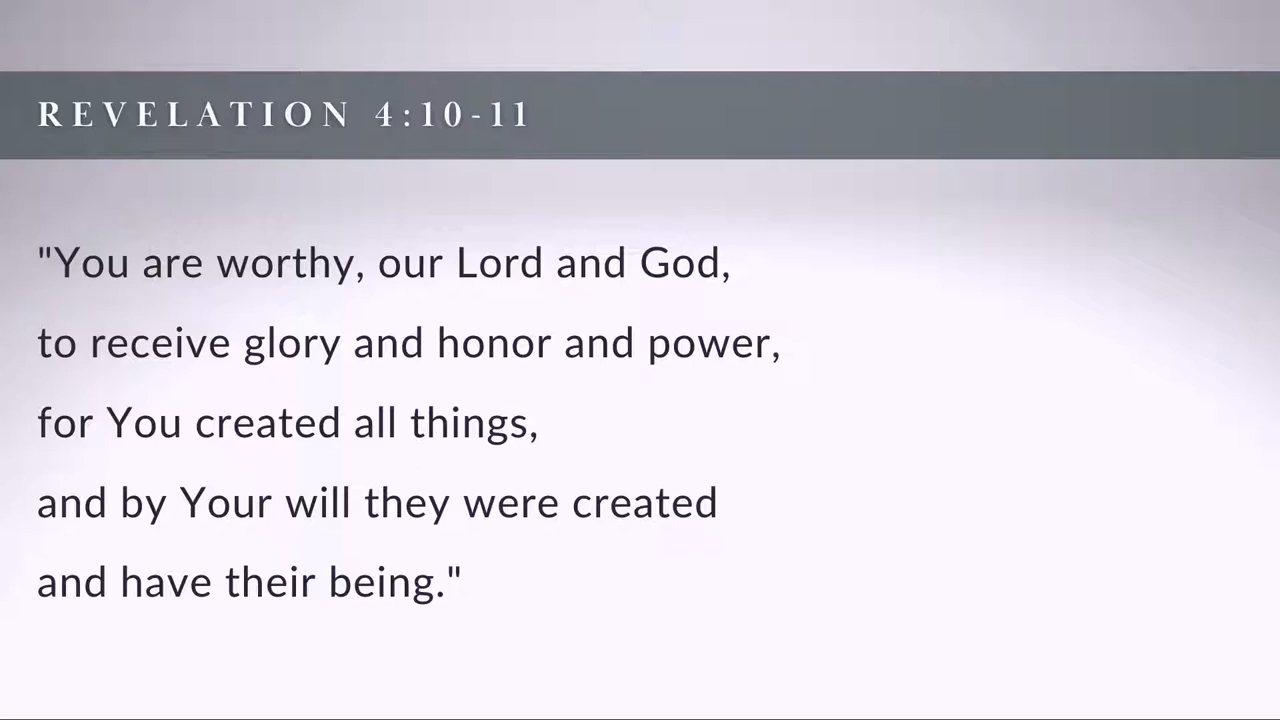 REVELATION 4:10-11
"You are worthy, our Lord and God,
to receive glory and honor and power,
for You created all things,
and by Your will they were created
and have their being."